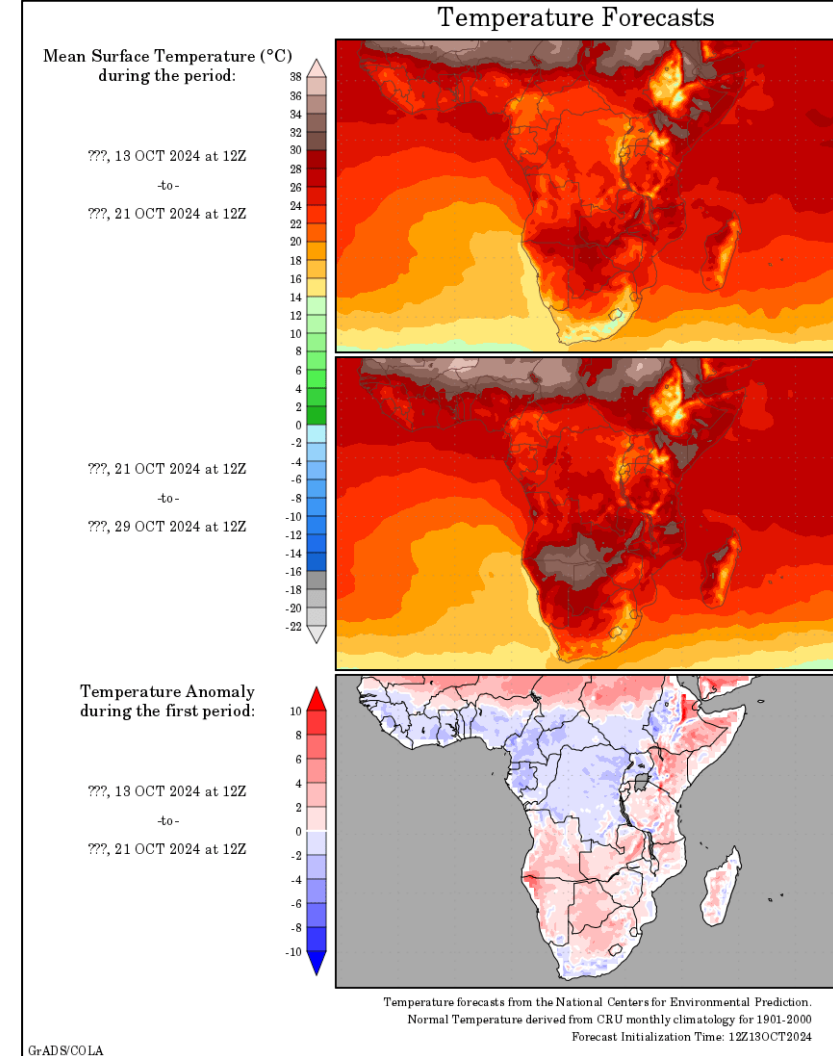 Temperature Forecasts
Mean Surface Temperature (°C)
during the period:
38
36
34
32
30
28
26
24
22
20
18
16
14
12
10
8
6
4
2
0
-2
-4
-6
-8
-10
-12
-14
-16
-18
-20
-22
???, 13 OCT 2024 at 12Z
-to-
???, 21 OCT 2024 at 12Z
???, 21 OCT 2024 at 12Z
-to-
???, 29 OCT 2024 at 12Z
Temperature Anomaly
during the first period:
10
8
6
4
2
0
-2
-4
-6
-8
-10
???, 13 OCT 2024 at 12Z
-to-
???, 21 OCT 2024 at 12Z
Temperature forecasts from the National Centers for Environmental Prediction.
Normal Temperature derived from CRU monthly climatology for 1901-2000
Forecast Initialization Time: 12Z13OCT2024
GrADS/COLA